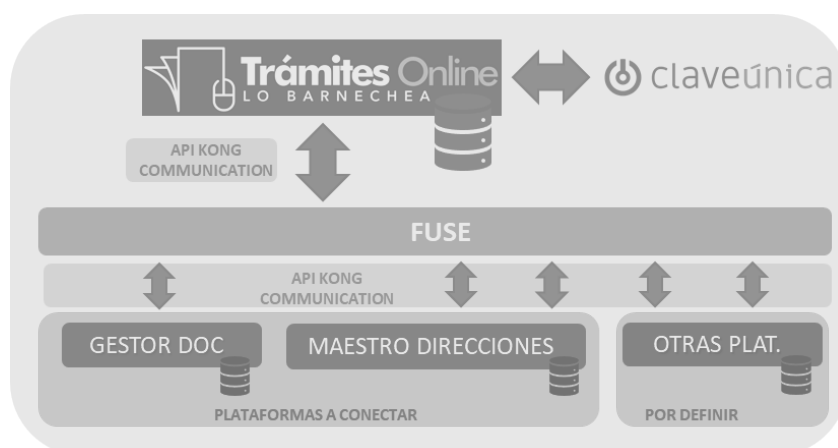 Trámites Online
LO BARNECHEA
claveúnica
API KONG
COMMUNICATION
FUSE
API KONG
COMMUNICATION
GESTOR DOC
MAESTRO DIRECCIONES
OTRAS PLAT.
PLATAFORMAS A CONECTAR
POR DEFINIR